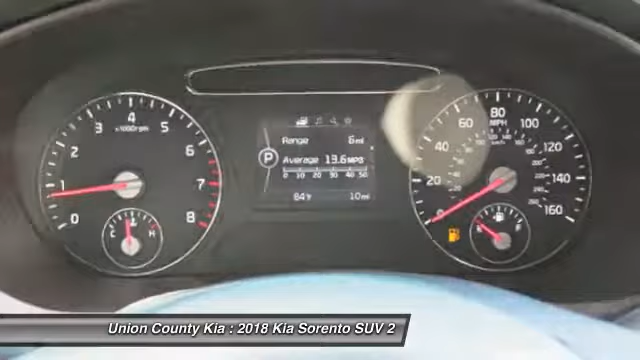 4
3 x1000rpm 5
2 6
1 7
0 8
C H
Range 6mi
P
Average 13.6MPG
0 10 20 30 40 50
84°F 10mi
80
60 MPH 100
40 120
20 140
0 160
E
Union County Kia : 2018 Kia Sorento SUV 2